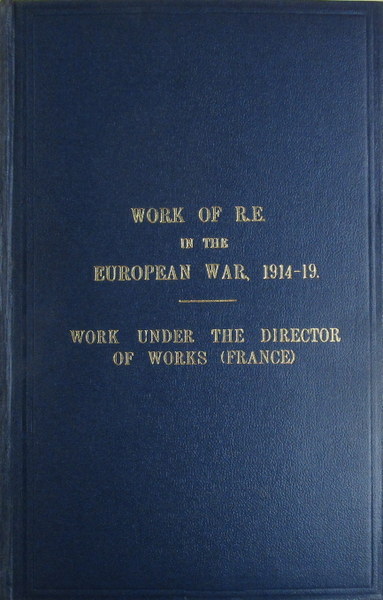 WORK OF R.E.
IN THE
EUROPEAN WAR, 1914-19.
WORK UNDER THE DIRECTOR
OF WORKS (FRANCE)